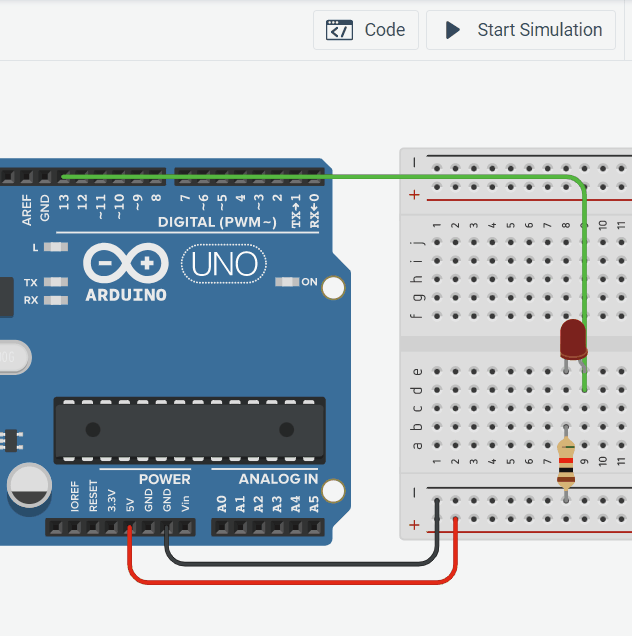 Code
Start Simulation
AREF
GND
13
12
~11
~10
~9
8
7
~6
~5
4
~3
2
TX→1
RX←0
DIGITAL (PWM~)
L
TX
RX
ARDUINO
UNO
ON
POWER
ANALOG IN
IOREF
RESET
3.3V
5V
GND
GND
Vin
A0
A1
A2
A3
A4
A5
−
+
1 2 3 4 5 6 7 8 10 11
j
i
h
g
f
e
d
c
b
a
1 2 3 4 5 6 7 9 10 11
−
+